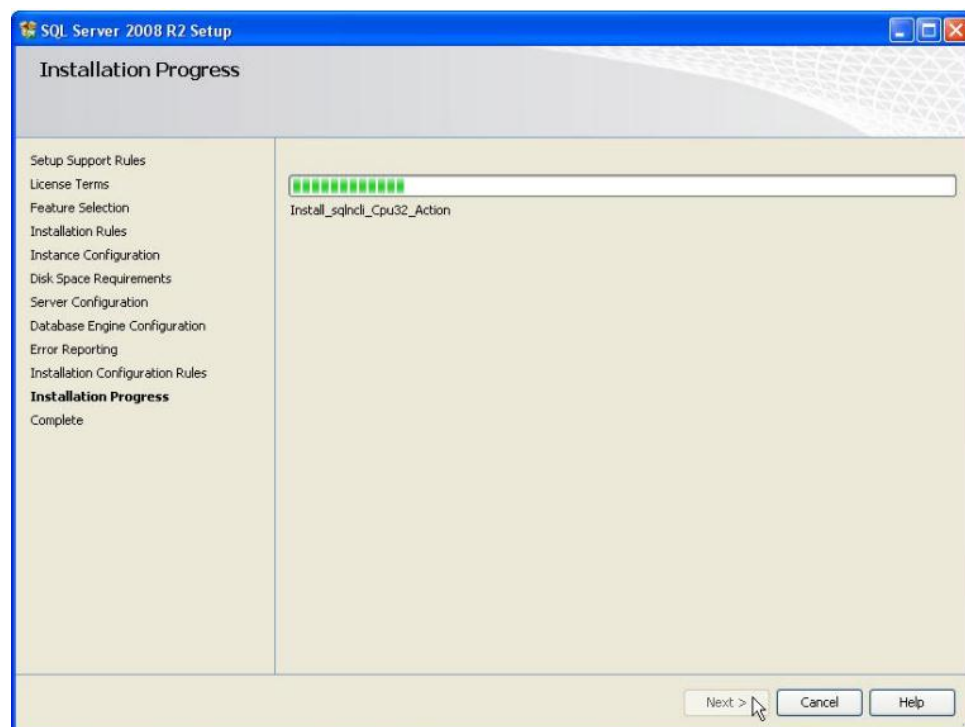 SQL Server 2008 R2 Setup
Installation Progress
Setup Support Rules
License Terms
Feature Selection
Installation Rules
Instance Configuration
Disk Space Requirements
Server Configuration
Database Engine Configuration
Error Reporting
Installation Configuration Rules
Installation Progress
Complete
Install_sqlncli_Cpu32_Action
Next >
Cancel
Help